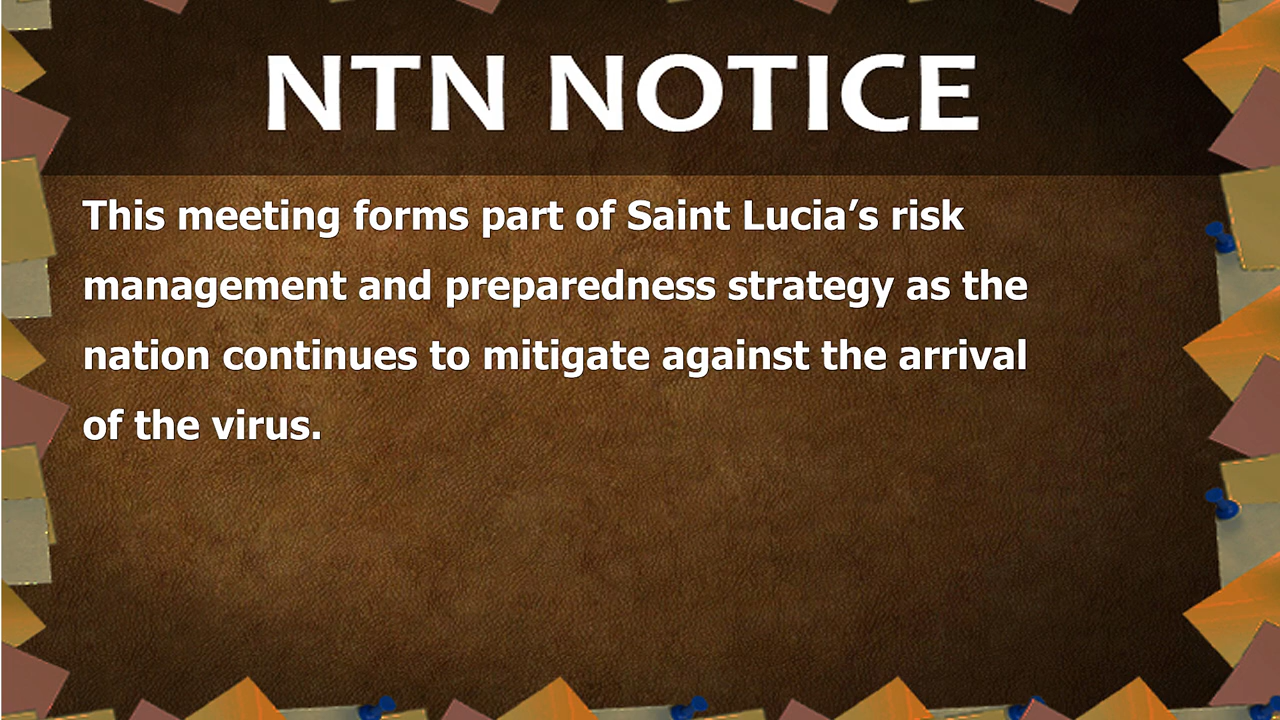 NTN NOTICE
This meeting forms part of Saint Lucia’s risk
management and preparedness strategy as the
nation continues to mitigate against the arrival
of the virus.